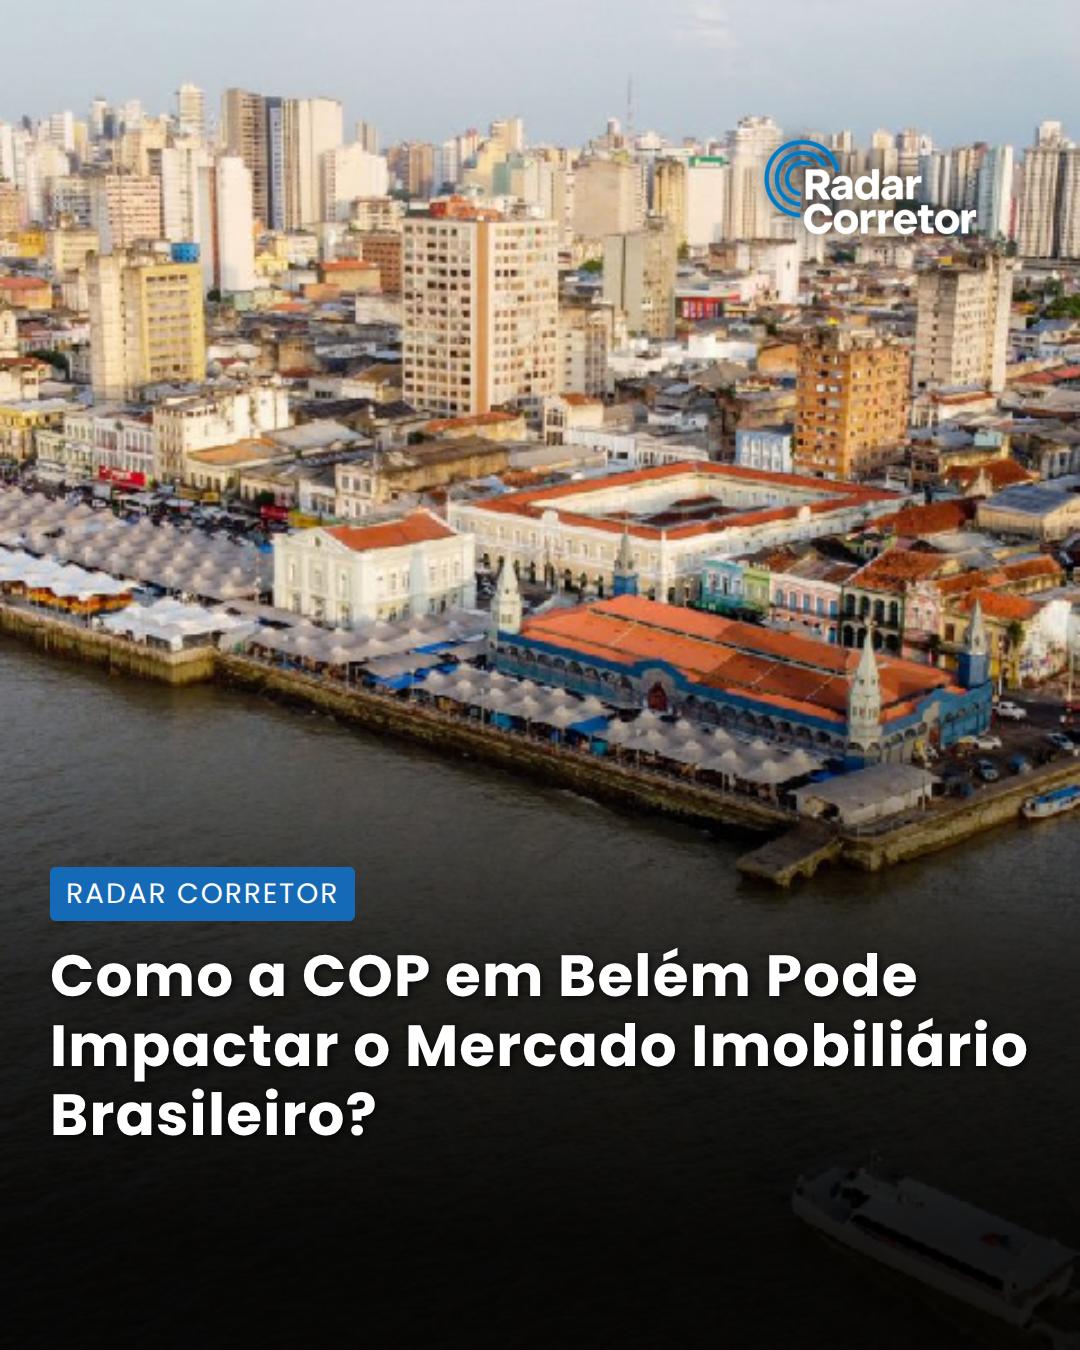 Radar
Corretor
RADAR CORRETOR
Como a COP em Belém Pode
Impactar o Mercado Imobiliário
Brasileiro?